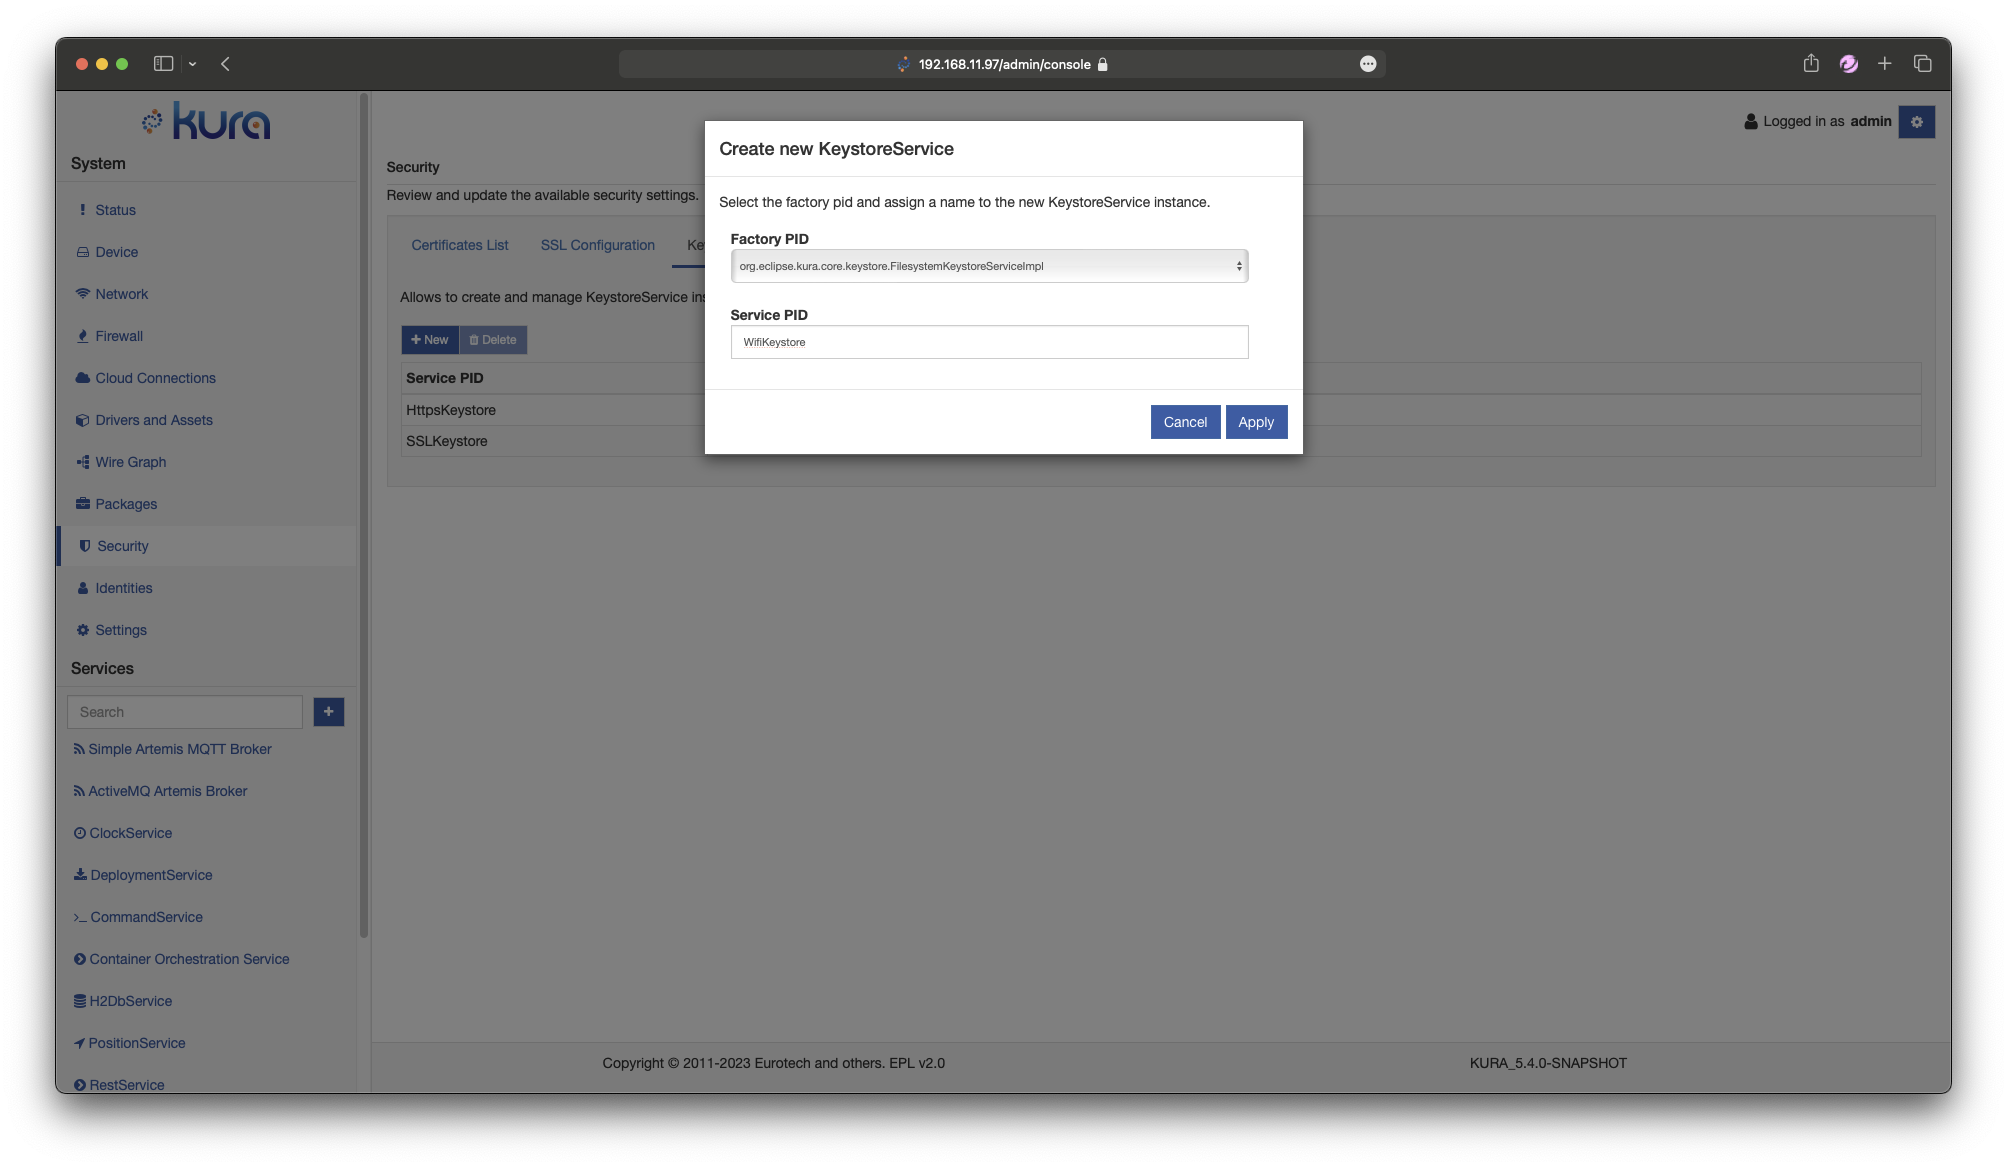 192.168.11.97/admin/console
kura
Logged in as admin
System
Status
Device
Network
Firewall
Cloud Connections
Drivers and Assets
Wire Graph
Packages
Security
Identities
Settings
Services
Search
Simple Artemis MQTT Broker
ActiveMQ Artemis Broker
ClockService
DeploymentService
CommandService
Container Orchestration Service
H2DbService
PositionService
RestService
Security
Review and update the available security settings.
Certificates List
SSL Configuration
Allows to create and manage KeystoreService
New
Delete
Service PID
HttpsKeystore
SSLKeystore
Create new KeystoreService
Select the factory pid and assign a name to the new KeystoreService instance.
Factory PID
org.eclipse.kura.core.keystore.FilesystemKeystoreServiceImpl
Service PID
WifiKeystore
Cancel
Apply
Copyright © 2011-2023 Eurotech and others. EPL v2.0
KURA_5.4.0-SNAPSHOT